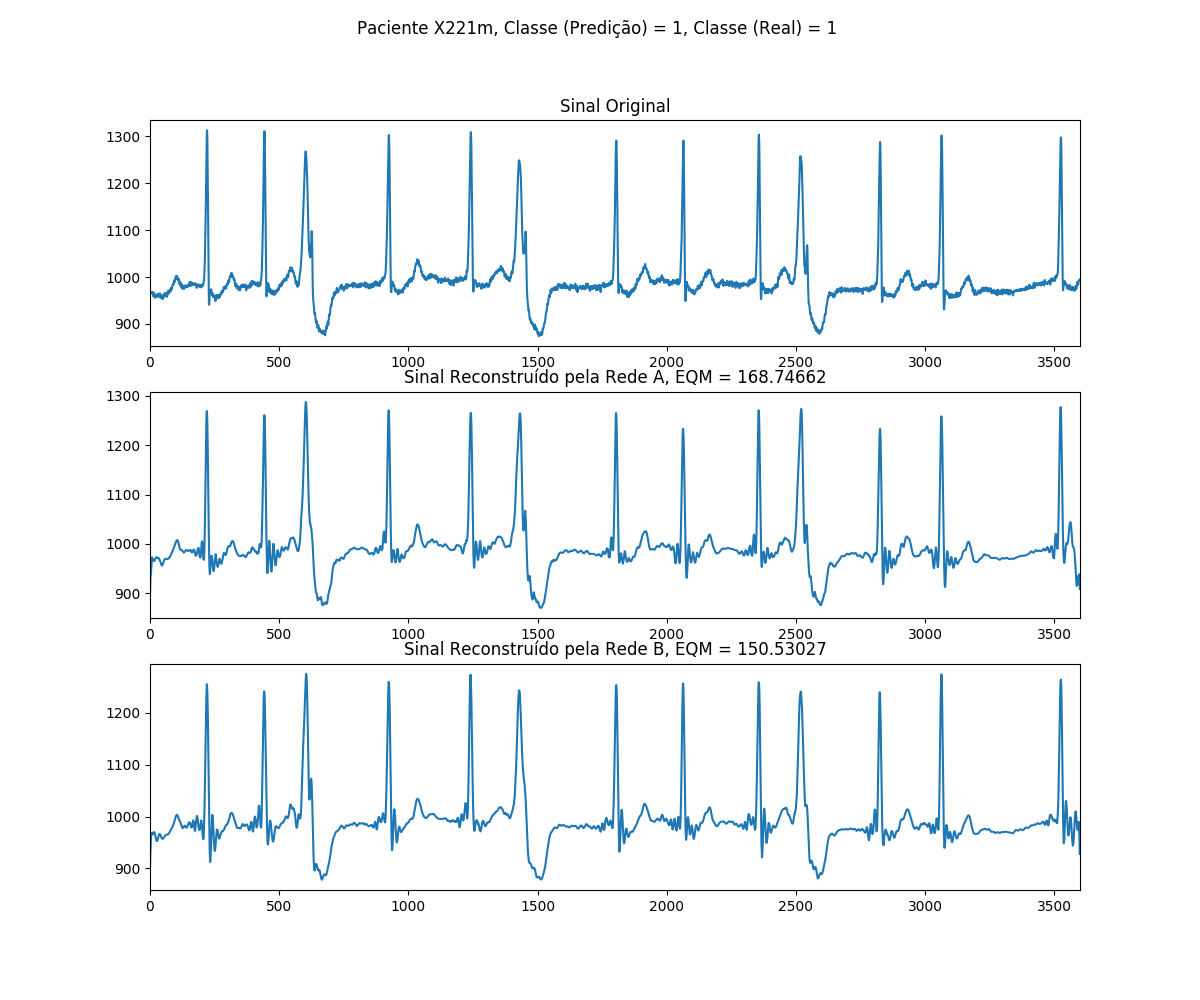 Paciente X221m, Classe (Predição) = 1, Classe (Real) = 1
Sinal Original
1300
1200
1100
1000
900
0 500 1000 1500 2000 2500 3000 3500
Sinal Reconstruído pela Rede A, EQM = 168.74662
1300
1200
1100
1000
900
0 500 1000 1500 2000 2500 3000 3500
Sinal Reconstruído pela Rede B, EQM = 150.53027
1200
1100
1000
900
0 500 1000 1500 2000 2500 3000 3500